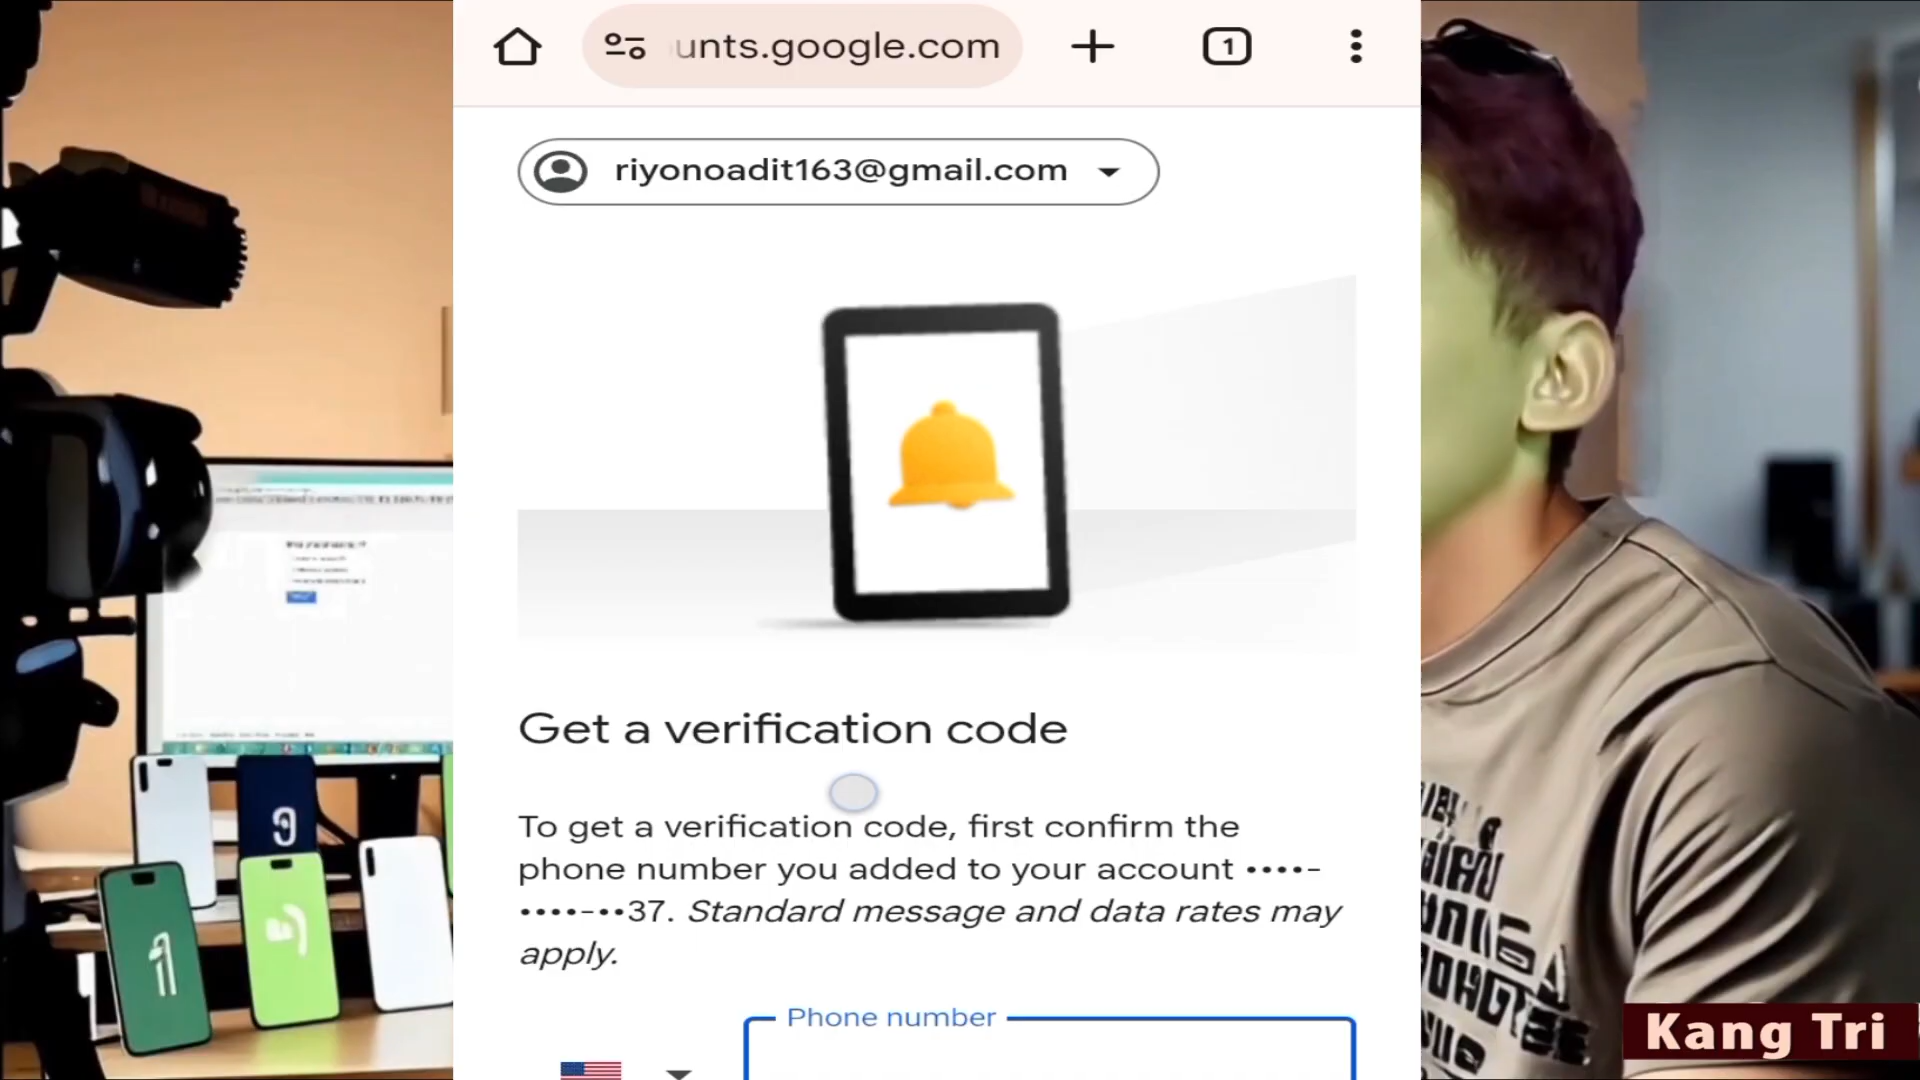 unts.google.com
1
riyonoadit163@gmail.com
Get a verification code
To get a verification code, first confirm the
phone number you added to your account ••••-
••••-••37. Standard message and data rates may
apply.
Phone number
Kang Tri